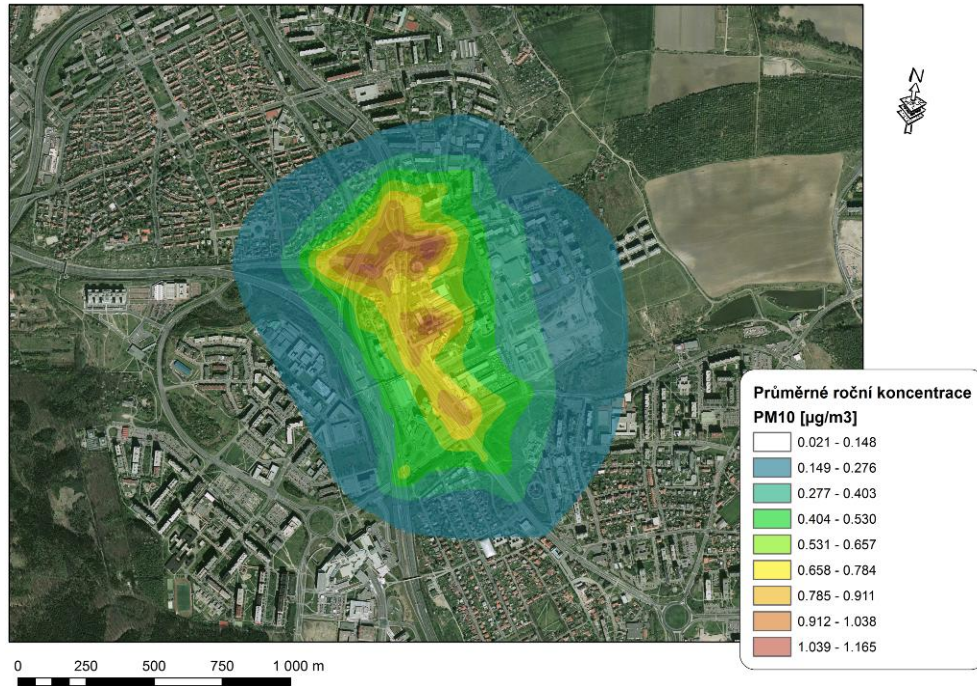 N
Průměrné roční koncentrace
PM10 [µg/m3]
0.021 - 0.148
0.149 - 0.276
0.277 - 0.403
0.404 - 0.530
0.531 - 0.657
0.658 - 0.784
0.785 - 0.911
0.912 - 1.038
1.039 - 1.165
0 250 500 750 1 000 m